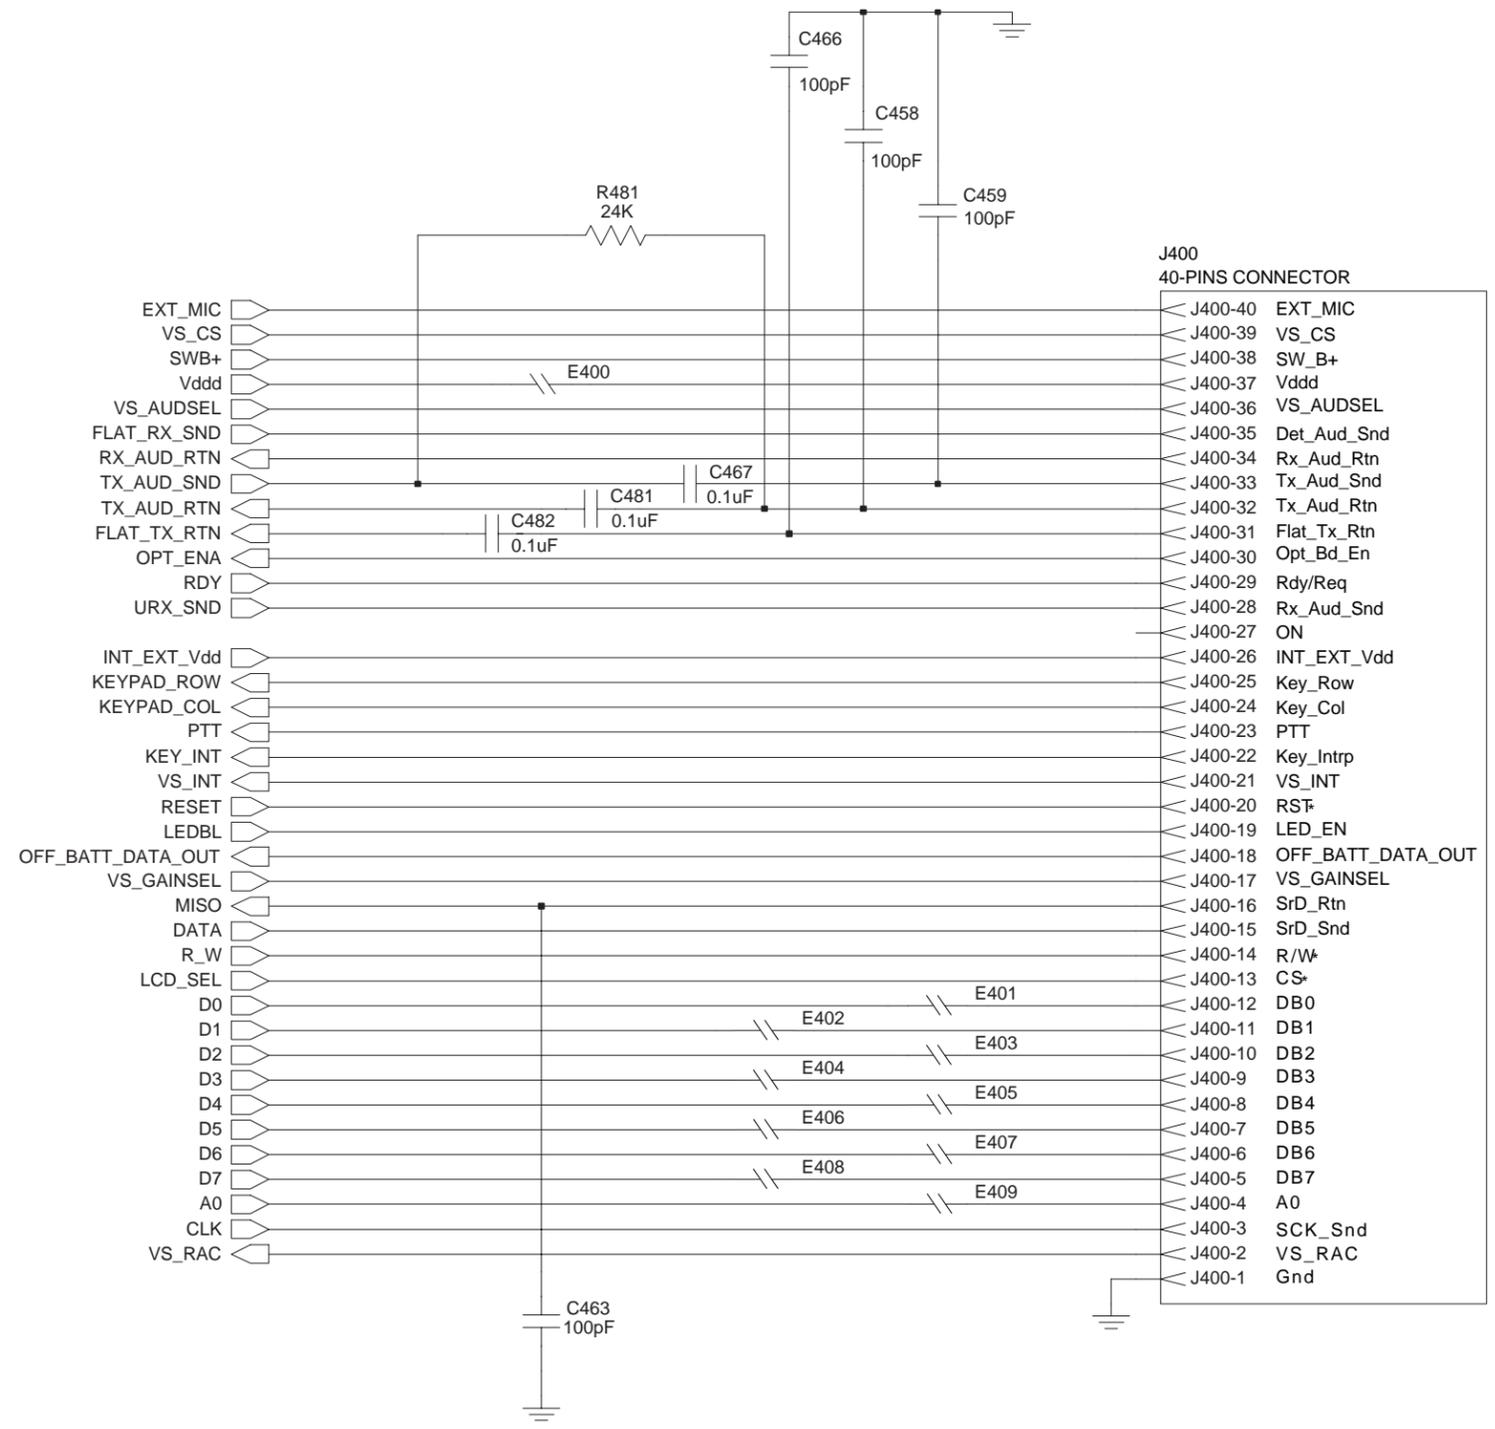 C466
100pF
C458
100pF
C459
100pF
R481
24K
J400
40-PINS CONNECTOR
EXT_MIC J400-40 EXT_MIC
VS_CS J400-39 VS_CS
SWB+ J400-38 SW_B+
Vddd E400 J400-37 Vddd
VS_AUDSEL J400-36 VS_AUDSEL
FLAT_RX_SND J400-35 Det_Aud_Snd
RX_AUD_RTN J400-34 Rx_Aud_Rtn
TX_AUD_SND C467 0.1uF J400-33 Tx_Aud_Snd
TX_AUD_RTN C481 0.1uF J400-32 Tx_Aud_Rtn
FLAT_TX_RTN C482 0.1uF J400-31 Flat_Tx_Rtn
OPT_ENA J400-30 Opt_Bd_En
RDY J400-29 Rdy/Req
URX_SND J400-28 Rx_Aud_Snd
J400-27 ON
INT_EXT_Vdd J400-26 INT_EXT_Vdd
KEYPAD_ROW J400-25 Key_Row
KEYPAD_COL J400-24 Key_Col
PTT J400-23 PTT
KEY_INT J400-22 Key_Intrp
VS_INT J400-21 VS_INT
RESET J400-20 RST*
LEDBL J400-19 LED_EN
OFF_BATT_DATA_OUT J400-18 OFF_BATT_DATA_OUT
VS_GAINSEL J400-17 VS_GAINSEL
MISO J400-16 SrD_Rtn
DATA J400-15 SrD_Snd
R_W J400-14 R/W*
LCD_SEL J400-13 CS*
D0 E401 J400-12 DB0
D1 E402 J400-11 DB1
D2 E403 J400-10 DB2
D3 E404 J400-9 DB3
D4 E405 J400-8 DB4
D5 E406 J400-7 DB5
D6 E407 J400-6 DB6
D7 E408 J400-5 DB7
A0 E409 J400-4 A0
CLK J400-3 SCK_Snd
VS_RAC J400-2 VS_RAC
J400-1 Gnd
C463
100pF